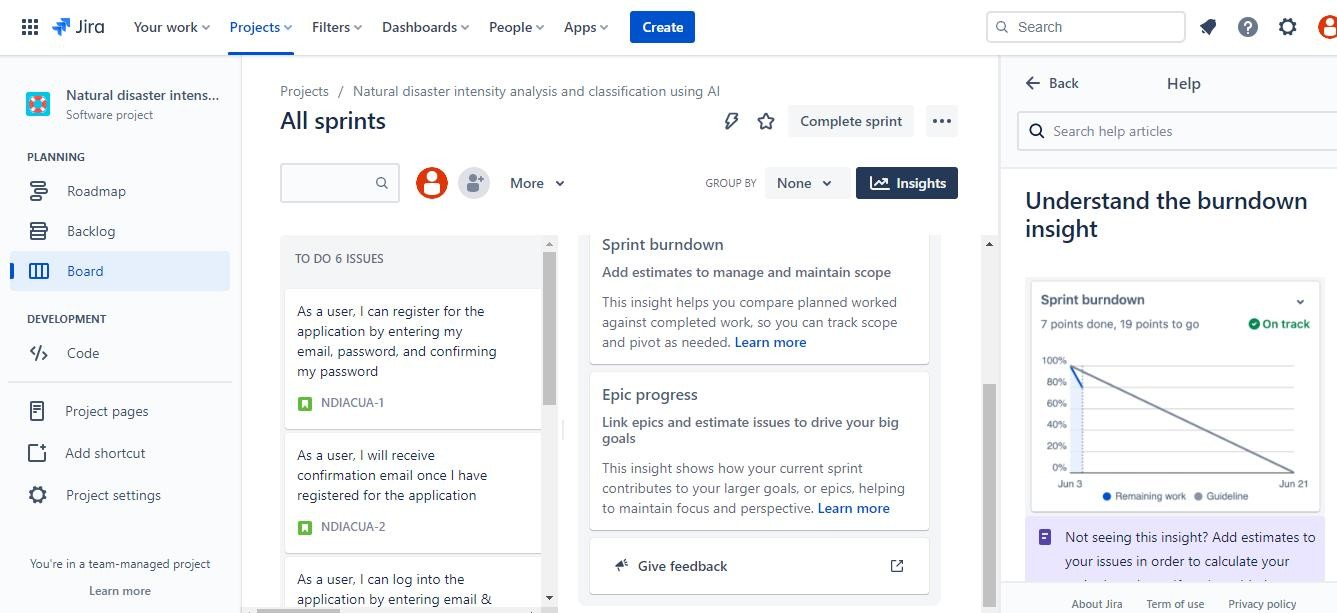 Jira
Your work
Projects
Filters
Dashboards
People
Apps
Create
Search
Natural disaster intens...
Software project
PLANNING
Roadmap
Backlog
Board
DEVELOPMENT
Code
Project pages
Add shortcut
Project settings
You're in a team-managed project
Learn more
Projects / Natural disaster intensity analysis and classification using AI
All sprints
Complete sprint
More
GROUP BY
None
Insights
TO DO 6 ISSUES
As a user, I can register for the
application by entering my
email, password, and confirming
my password
NDIACUA-1
As a user, I will receive
confirmation email once I have
registered for the application
NDIACUA-2
As a user, I can log into the
application by entering email &
Sprint burndown
Add estimates to manage and maintain scope
This insight helps you compare planned worked
against completed work, so you can track scope
and pivot as needed. Learn more
Epic progress
Link epics and estimate issues to drive your big
goals
This insight shows how your current sprint
contributes to your larger goals, or epics, helping
to maintain focus and perspective. Learn more
Give feedback
Back
Help
Search help articles
Understand the burndown
insight
Sprint burndown
7 points done, 19 points to go
On track
100%
80%
60%
40%
20%
0%
Jun 3
Jun 21
Remaining work
Guideline
Not seeing this insight? Add estimates to
your issues in order to calculate your
About Jira
Term of use
Privacy policy